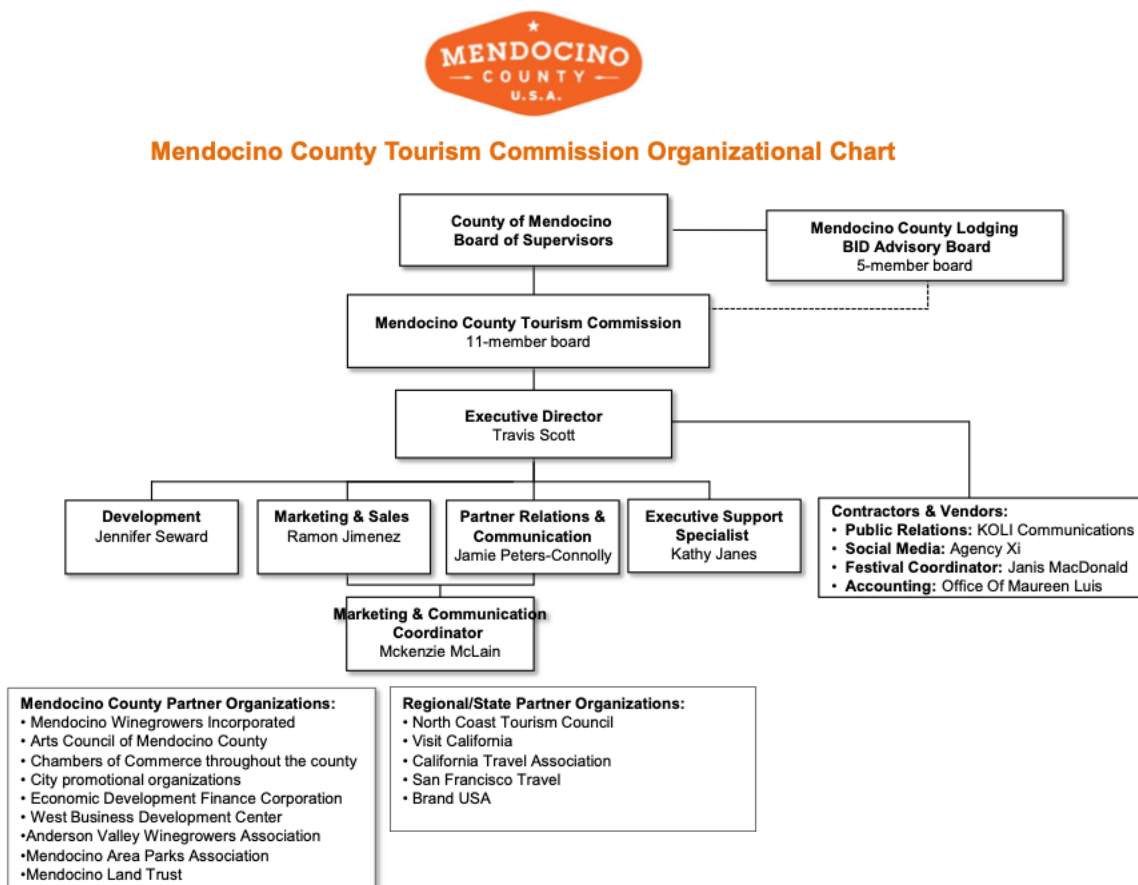 MENDOCINO
COUNTY
U.S.A.
Mendocino County Tourism Commission Organizational Chart
County of Mendocino
Board of Supervisors
Mendocino County Lodging
BID Advisory Board
5-member board
Mendocino County Tourism Commission
11-member board
Executive Director
Travis Scott
Development
Jennifer Seward
Marketing & Sales
Ramon Jimenez
Partner Relations &
Communication
Jamie Peters-Connolly
Executive Support
Specialist
Kathy Janes
Contractors & Vendors:
• Public Relations: KOLI Communications
• Social Media: Agency Xi
• Festival Coordinator: Janis MacDonald
• Accounting: Office Of Maureen Luis
Marketing & Communication
Coordinator
Mckenzie McLain
Mendocino County Partner Organizations:
• Mendocino Winegrowers Incorporated
• Arts Council of Mendocino County
• Chambers of Commerce throughout the county
• City promotional organizations
• Economic Development Finance Corporation
• West Business Development Center
•Anderson Valley Winegrowers Association
•Mendocino Area Parks Association
•Mendocino Land Trust
Regional/State Partner Organizations:
• North Coast Tourism Council
• Visit California
• California Travel Association
• San Francisco Travel
• Brand USA